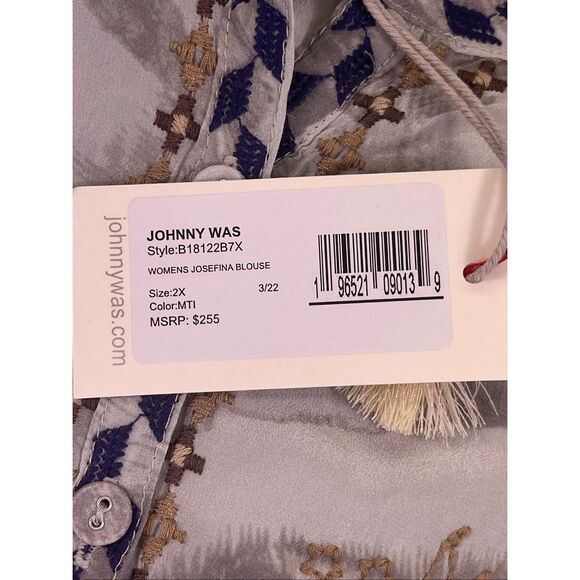 johnnywas.com
JOHNNY WAS
Style:B18122B7X
WOMENS JOSEFINA BLOUSE
Size:2X 3/22
Color:MTI
MSRP: $255
1 96521 09013 9